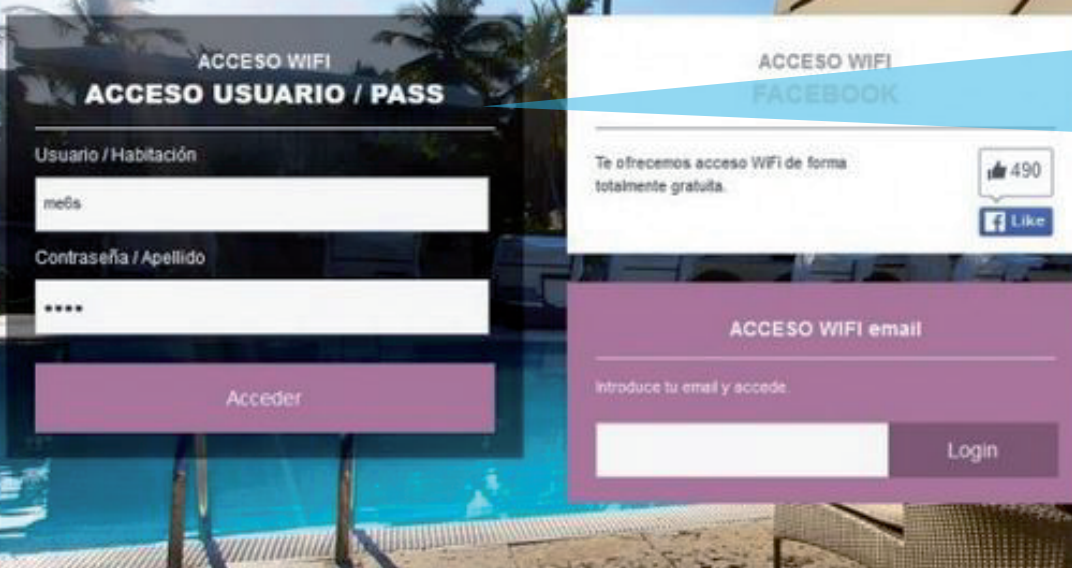 ACCESO WIFI
ACCESO USUARIO / PASS
Usuario / Habitación
me6s
Contraseña / Apellido
Acceder
ACCESO WIFI
FACEBOOK
Te ofrecemos acceso WiFi de forma
totalmente gratuita.
490
Like
ACCESO WIFI email
Introduce tu email y accede.
Login